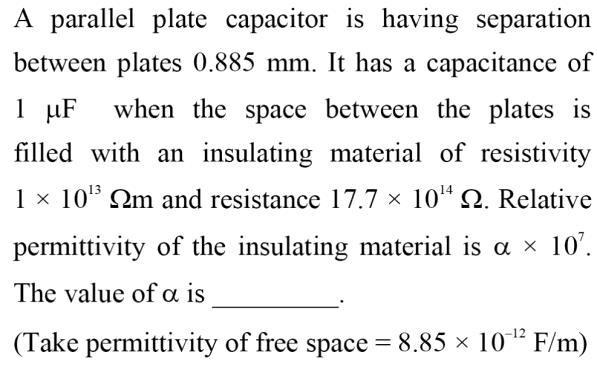 A parallel plate capacitor is having separation
between plates 0.885 mm. It has a capacitance of
1 μF when the space between the plates is
filled with an insulating material of resistivity
1 × 10¹³ Ωm and resistance 17.7 × 10¹⁴ Ω. Relative
permittivity of the insulating material is α × 10⁷.
The value of α is __________.
(Take permittivity of free space = 8.85 × 10⁻¹² F/m)